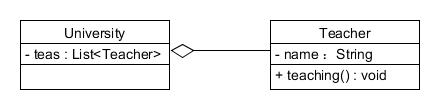 University
- teas : List<Teacher>
Teacher
- name ：String
+ teaching() : void